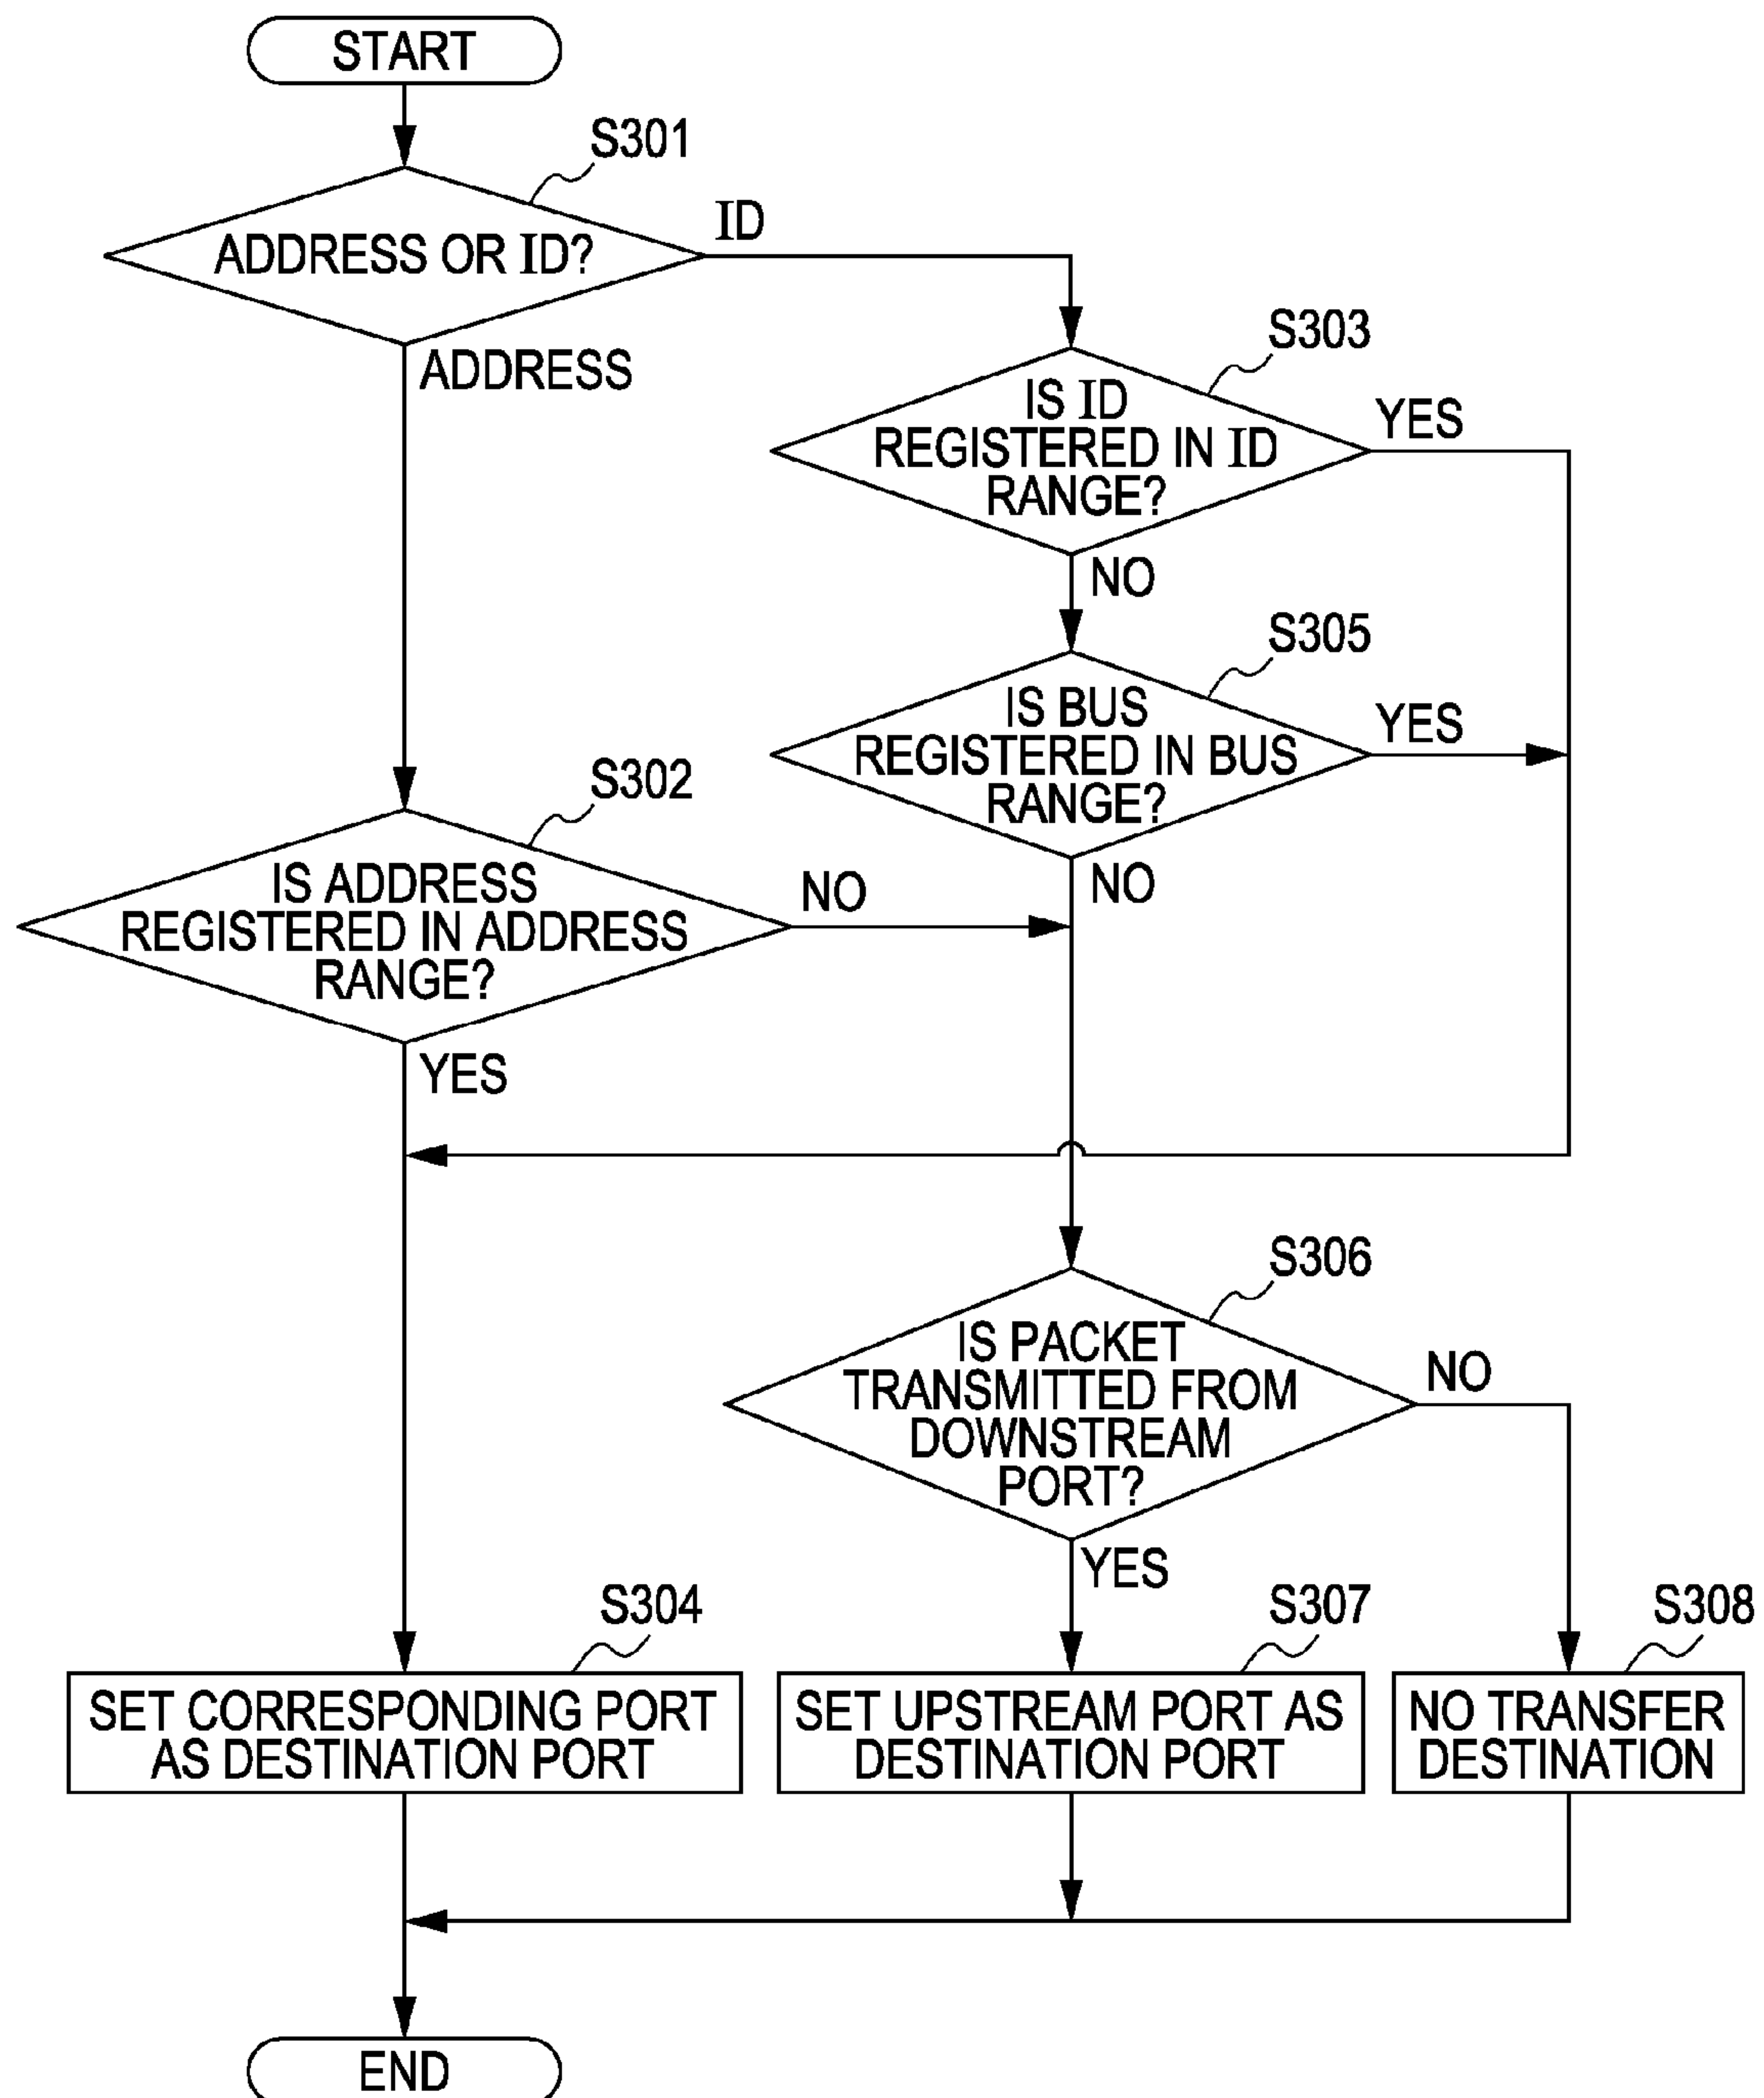 START
S301
ADDRESS OR ID?
ID
ADDRESS
S303
IS ID
REGISTERED IN ID
RANGE?
YES
NO
S305
IS BUS
REGISTERED IN BUS
RANGE?
YES
NO
S302
IS ADDRESS
REGISTERED IN ADDRESS
RANGE?
NO
YES
S306
IS PACKET
TRANSMITTED FROM
DOWNSTREAM
PORT?
NO
YES
S304
SET CORRESPONDING PORT
AS DESTINATION PORT
S307
SET UPSTREAM PORT AS
DESTINATION PORT
S308
NO TRANSFER
DESTINATION
END